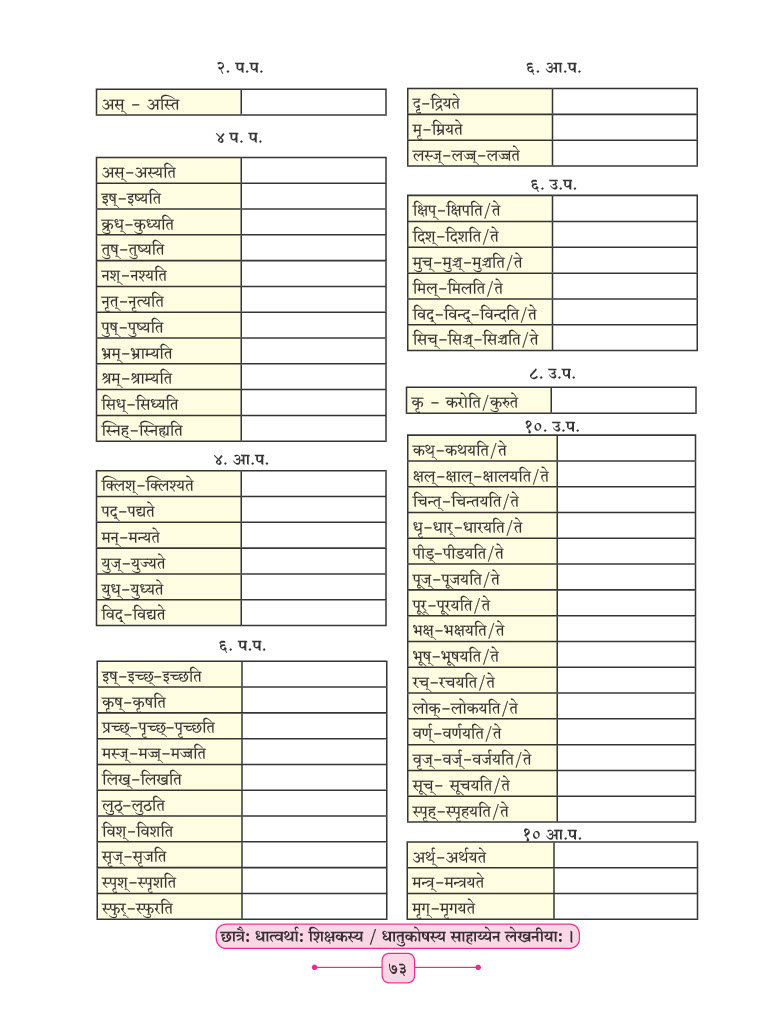 २. प.प.
अस् – अस्ति
४ प. प.
अस्–अस्यति
इष्–इष्यति
क्रुध्–कुध्यति
तुष्–तुष्यति
नश्–नश्यति
नृत्–नृत्यति
पुष्–पुष्यति
भ्रम्–भ्राम्यति
श्रम्–श्राम्यति
सिध्–सिध्यति
स्निह्–स्निह्यति
४. आ.प.
क्लिश्–क्लिश्यते
पद्–पद्यते
मन्–मन्यते
युज्–युज्यते
युध्–युध्यते
विद्–विद्यते
६. प.प.
इष्–इच्छ्–इच्छति
कृष्–कृषति
प्रच्छ्–पृच्छ्–पृच्छति
मस्ज्–मज्ज्–मज्जति
लिख्–लिखति
लुठ्–लुठति
विश्–विशति
सृज्–सृजति
स्पृश्–स्पृशति
स्फुर्–स्फुरति
६. आ.प.
दृ–द्रियते
मृ–म्रियते
लस्ज्–लज्ज्–लज्जते
६. उ.प.
क्षिप्–क्षिपति/ते
दिश्–दिशति/ते
मुच्–मुञ्च्–मुञ्चति/ते
मिल्–मिलति/ते
विद्–विन्द्–विन्दति/ते
सिच्–सिञ्च्–सिञ्चति/ते
८. उ.प.
कृ – करोति/कुरुते
१०. उ.प.
कथ्–कथयति/ते
क्षल्–क्षाल्–क्षालयति/ते
चिन्त्–चिन्तयति/ते
धृ–धार्–धारयति/ते
पीड्–पीडयति/ते
पूज्–पूजयति/ते
पूर्–पूरयति/ते
भक्ष्–भक्षयति/ते
भूष्–भूषयति/ते
रच्–रचयति/ते
लोक्–लोकयति/ते
वर्ण्–वर्णयति/ते
वृज्–वर्ज्–वर्जयति/ते
सूच्– सूचयति/ते
स्पृह्–स्पृहयति/ते
१० आ.प.
अर्थ्–अर्थयते
मन्त्र्–मन्त्रयते
मृग्–मृगयते
छात्रै: धात्वर्था: शिक्षकस्य / धातुकोषस्य साहाय्येन लेखनीया: ।
७३